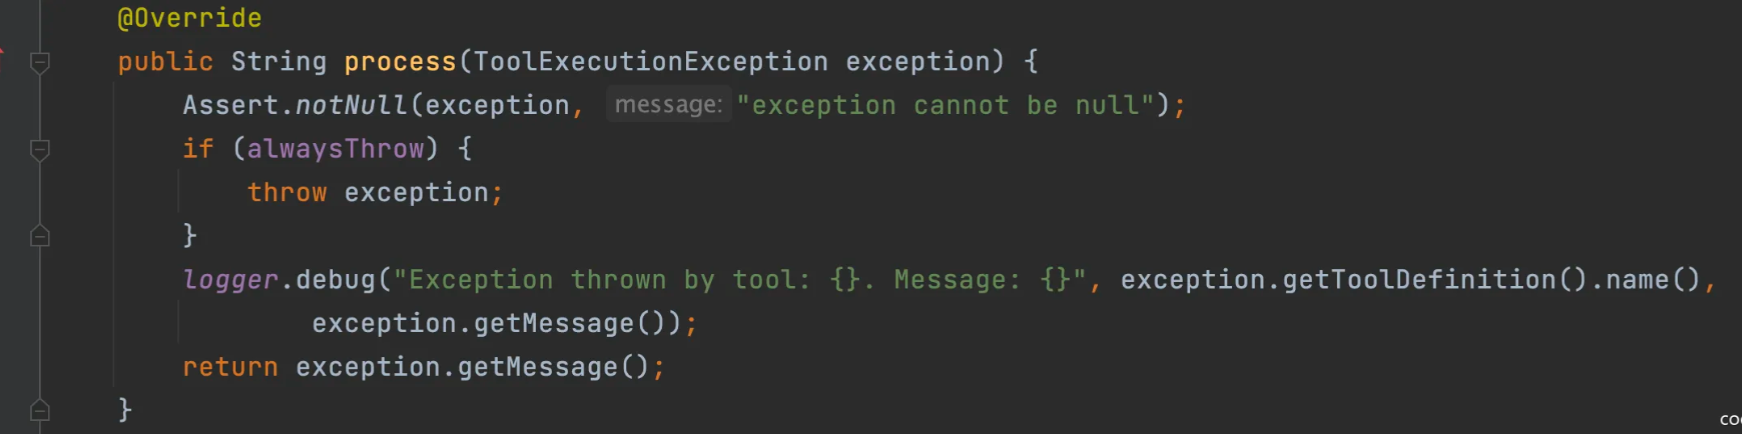 @Override
public String process(ToolExecutionException exception) {
Assert.notNull(exception, message: "exception cannot be null");
if (alwaysThrow) {
throw exception;
}
logger.debug("Exception thrown by tool: {}. Message: {}", exception.getToolDefinition().name(),
exception.getMessage());
return exception.getMessage();
}